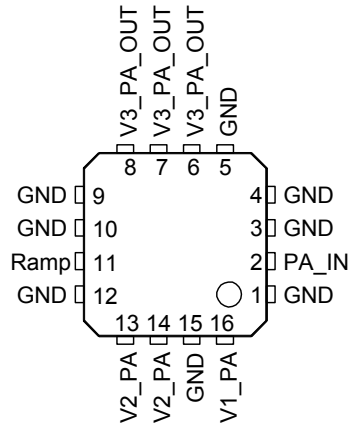 V3_PA_OUT
V3_PA_OUT
V3_PA_OUT
GND
8 7 6 5
GND 9 4 GND
GND 10 3 GND
Ramp 11 2 PA_IN
GND 12 1 GND
13 14 15 16
V2_PA
V2_PA
GND
V1_PA